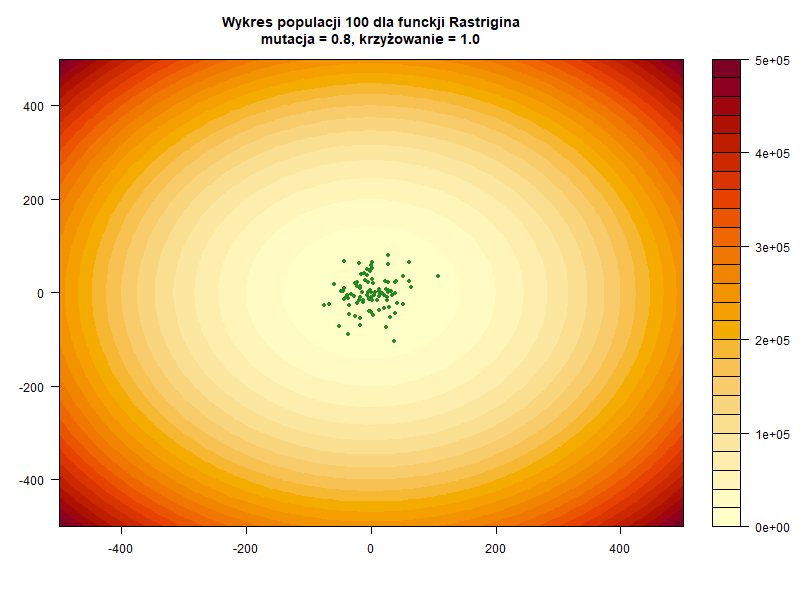 Wykres populacji 100 dla funckji Rastrigina
mutacja = 0.8, krzyżowanie = 1.0
400
200
0
-200
-400
-400
-200
0
200
400
5e+05
4e+05
3e+05
2e+05
1e+05
0e+00